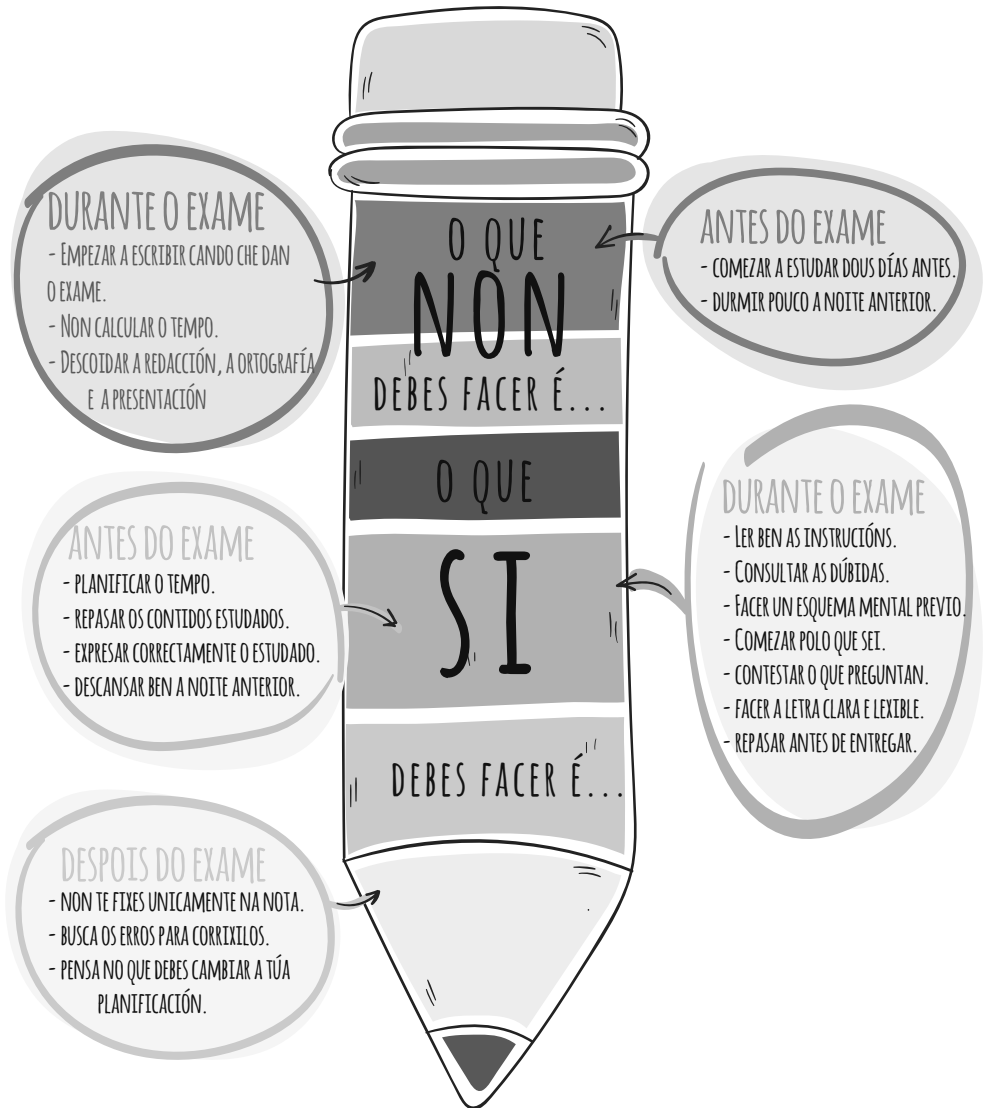 O QUE
NON
DEBES FACER É...
DURANTE O EXAME
- EMPEZAR A ESCRIBIR CANDO CHE DAN
O EXAME.
- NON CALCULAR O TEMPO.
- DESCOIDAR A REDACCIÓN, A ORTOGRAFÍA
E A PRESENTACIÓN
ANTES DO EXAME
- COMEZAR A ESTUDAR DOUS DÍAS ANTES.
- DURMIR POUCO A NOITE ANTERIOR.
O QUE
SI
DEBES FACER É...
ANTES DO EXAME
- PLANIFICAR O TEMPO.
- REPASAR OS CONTIDOS ESTUDADOS.
- EXPRESAR CORRECTAMENTE O ESTUDADO.
- DESCANSAR BEN A NOITE ANTERIOR.
DURANTE O EXAME
- LER BEN AS INSTRUCIÓNS.
- CONSULTAR AS DÚBIDAS.
- FACER UN ESQUEMA MENTAL PREVIO.
- COMEZAR POLO QUE SEI.
- CONTESTAR O QUE PREGUNTAN.
- FACER A LETRA CLARA E LEXIBLE.
- REPASAR ANTES DE ENTREGAR.
DESPOIS DO EXAME
- NON TE FIXES UNICAMENTE NA NOTA.
- BUSCA OS ERROS PARA CORRIXILOS.
- PENSA NO QUE DEBES CAMBIAR A TÚA
PLANIFICACIÓN.